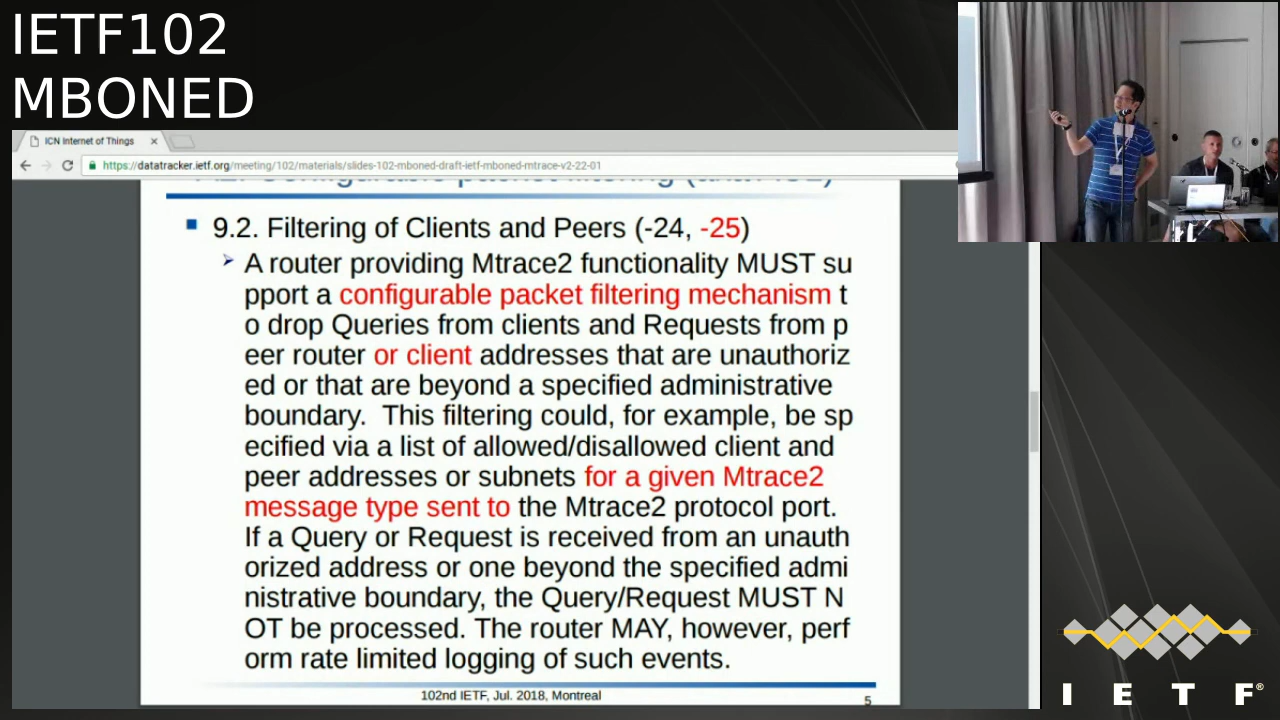 IETF102
MBONED
ICN Internet of Things
https://datatracker.ietf.org/meeting/102/materials/slides-102-mboned-draft-ietf-mboned-mtrace-v2-22-01
9.2. Filtering of Clients and Peers (-24, -25)
A router providing Mtrace2 functionality MUST su
pport a configurable packet filtering mechanism t
o drop Queries from clients and Requests from p
eer router or client addresses that are unauthoriz
ed or that are beyond a specified administrative
boundary.  This filtering could, for example, be sp
ecified via a list of allowed/disallowed client and
peer addresses or subnets for a given Mtrace2
message type sent to the Mtrace2 protocol port.
If a Query or Request is received from an unauth
orized address or one beyond the specified admi
nistrative boundary, the Query/Request MUST N
OT be processed. The router MAY, however, perf
orm rate limited logging of such events.
102nd IETF, Jul. 2018, Montreal
5
I E T F®